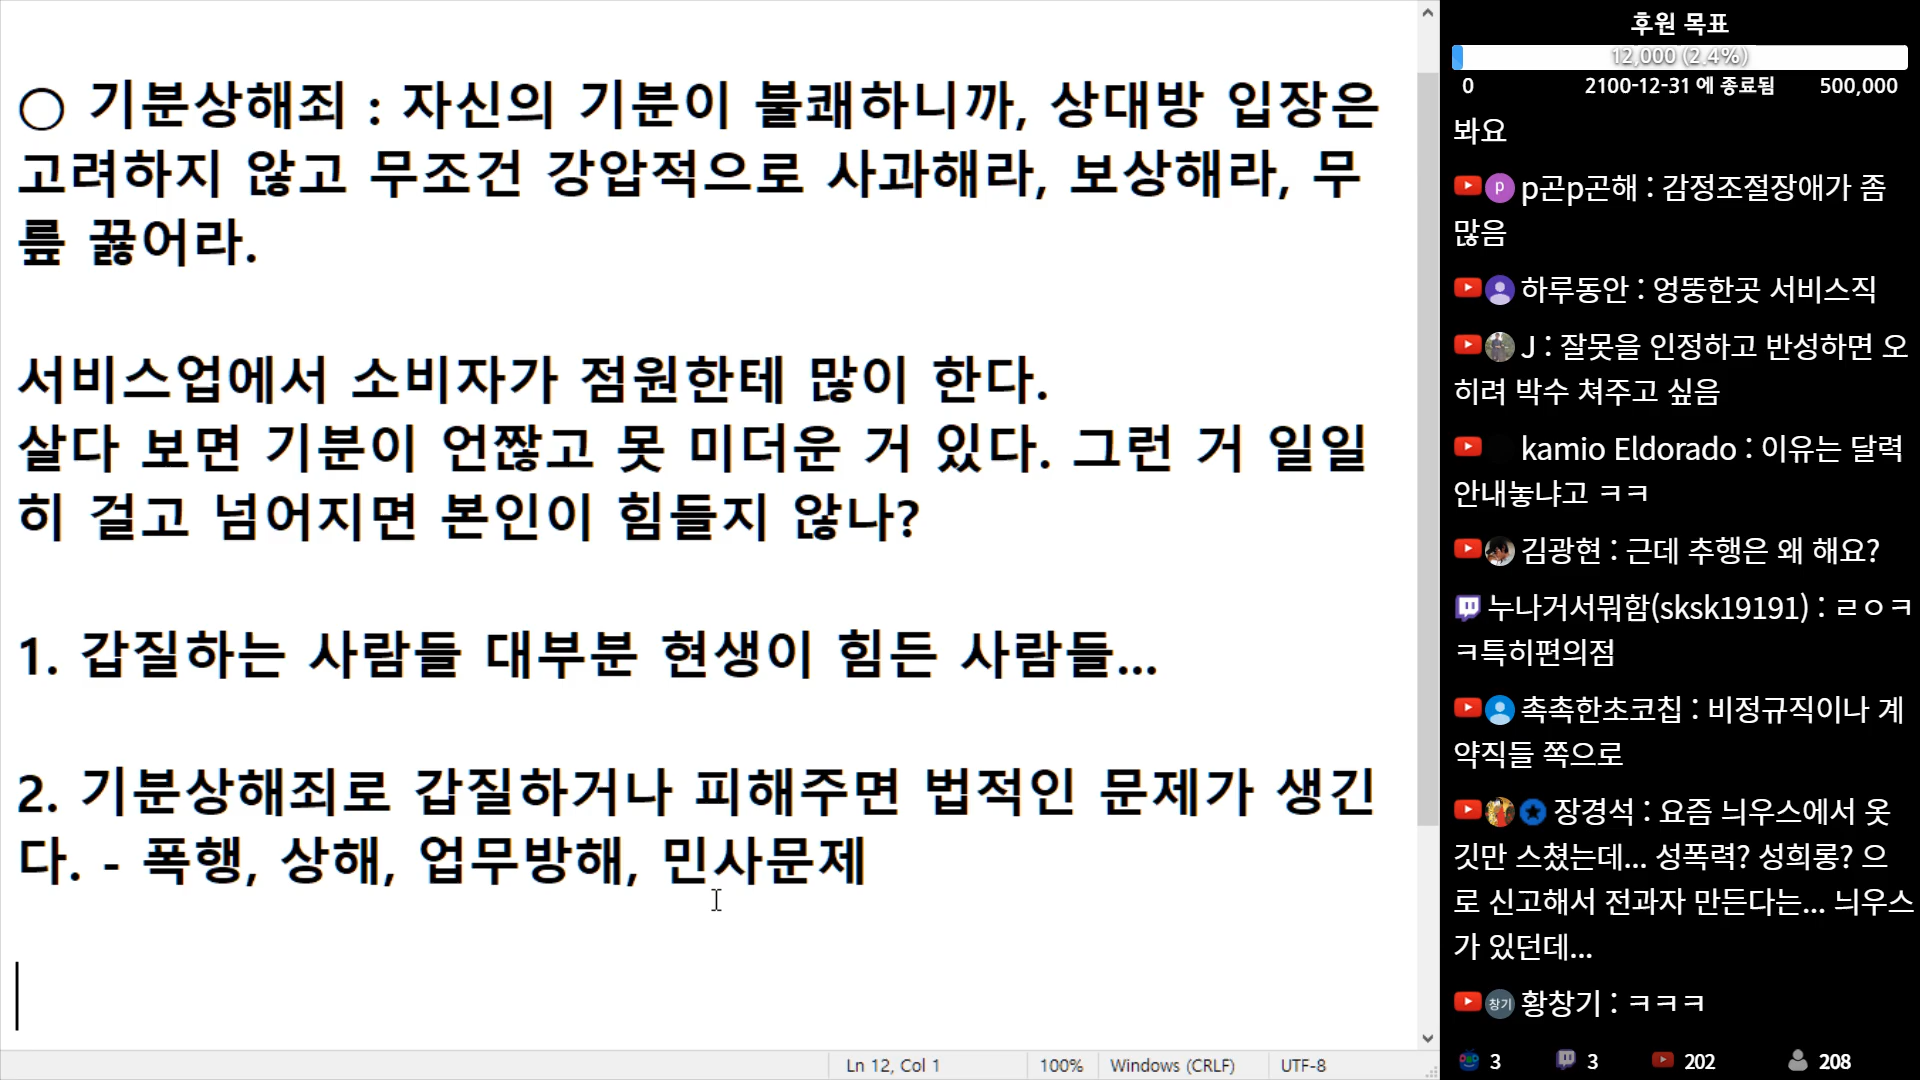 ○ 기분상해죄 : 자신의 기분이 불쾌하니까, 상대방 입장은
고려하지 않고 무조건 강압적으로 사과해라, 보상해라, 무
릎 꿇어라.
서비스업에서 소비자가 점원한테 많이 한다.
살다 보면 기분이 언짢고 못 미더운 거 있다. 그런 거 일일
히 걸고 넘어지면 본인이 힘들지 않나?
1. 갑질하는 사람들 대부분 현생이 힘든 사람들...
2. 기분상해죄로 갑질하거나 피해주면 법적인 문제가 생긴
다. - 폭행, 상해, 업무방해, 민사문제
Ln 12, Col 1 100% Windows (CRLF) UTF-8
후원 목표
12,000 (2.4%)
0 2100-12-31 에 종료됨 500,000
봐요
p p곤p곤해 : 감정조절장애가 좀
많음
하루동안 : 엉뚱한곳 서비스직
J : 잘못을 인정하고 반성하면 오
히려 박수 쳐주고 싶음
kamio Eldorado : 이유는 달력
안내놓냐고 ㅋㅋ
김광현 : 근데 추행은 왜 해요?
누나거서뭐함(sksk19191) : ㄹㅇㅋ
ㅋ특히편의점
촉촉한초코칩 : 비정규직이나 계
약직들 쪽으로
장경석 : 요즘 늬우스에서 옷
깃만 스쳤는데... 성폭력? 성희롱? 으
로 신고해서 전과자 만든다는... 늬우스
가 있던데...
창기 황창기 : ㅋㅋㅋ
3 3 202 208